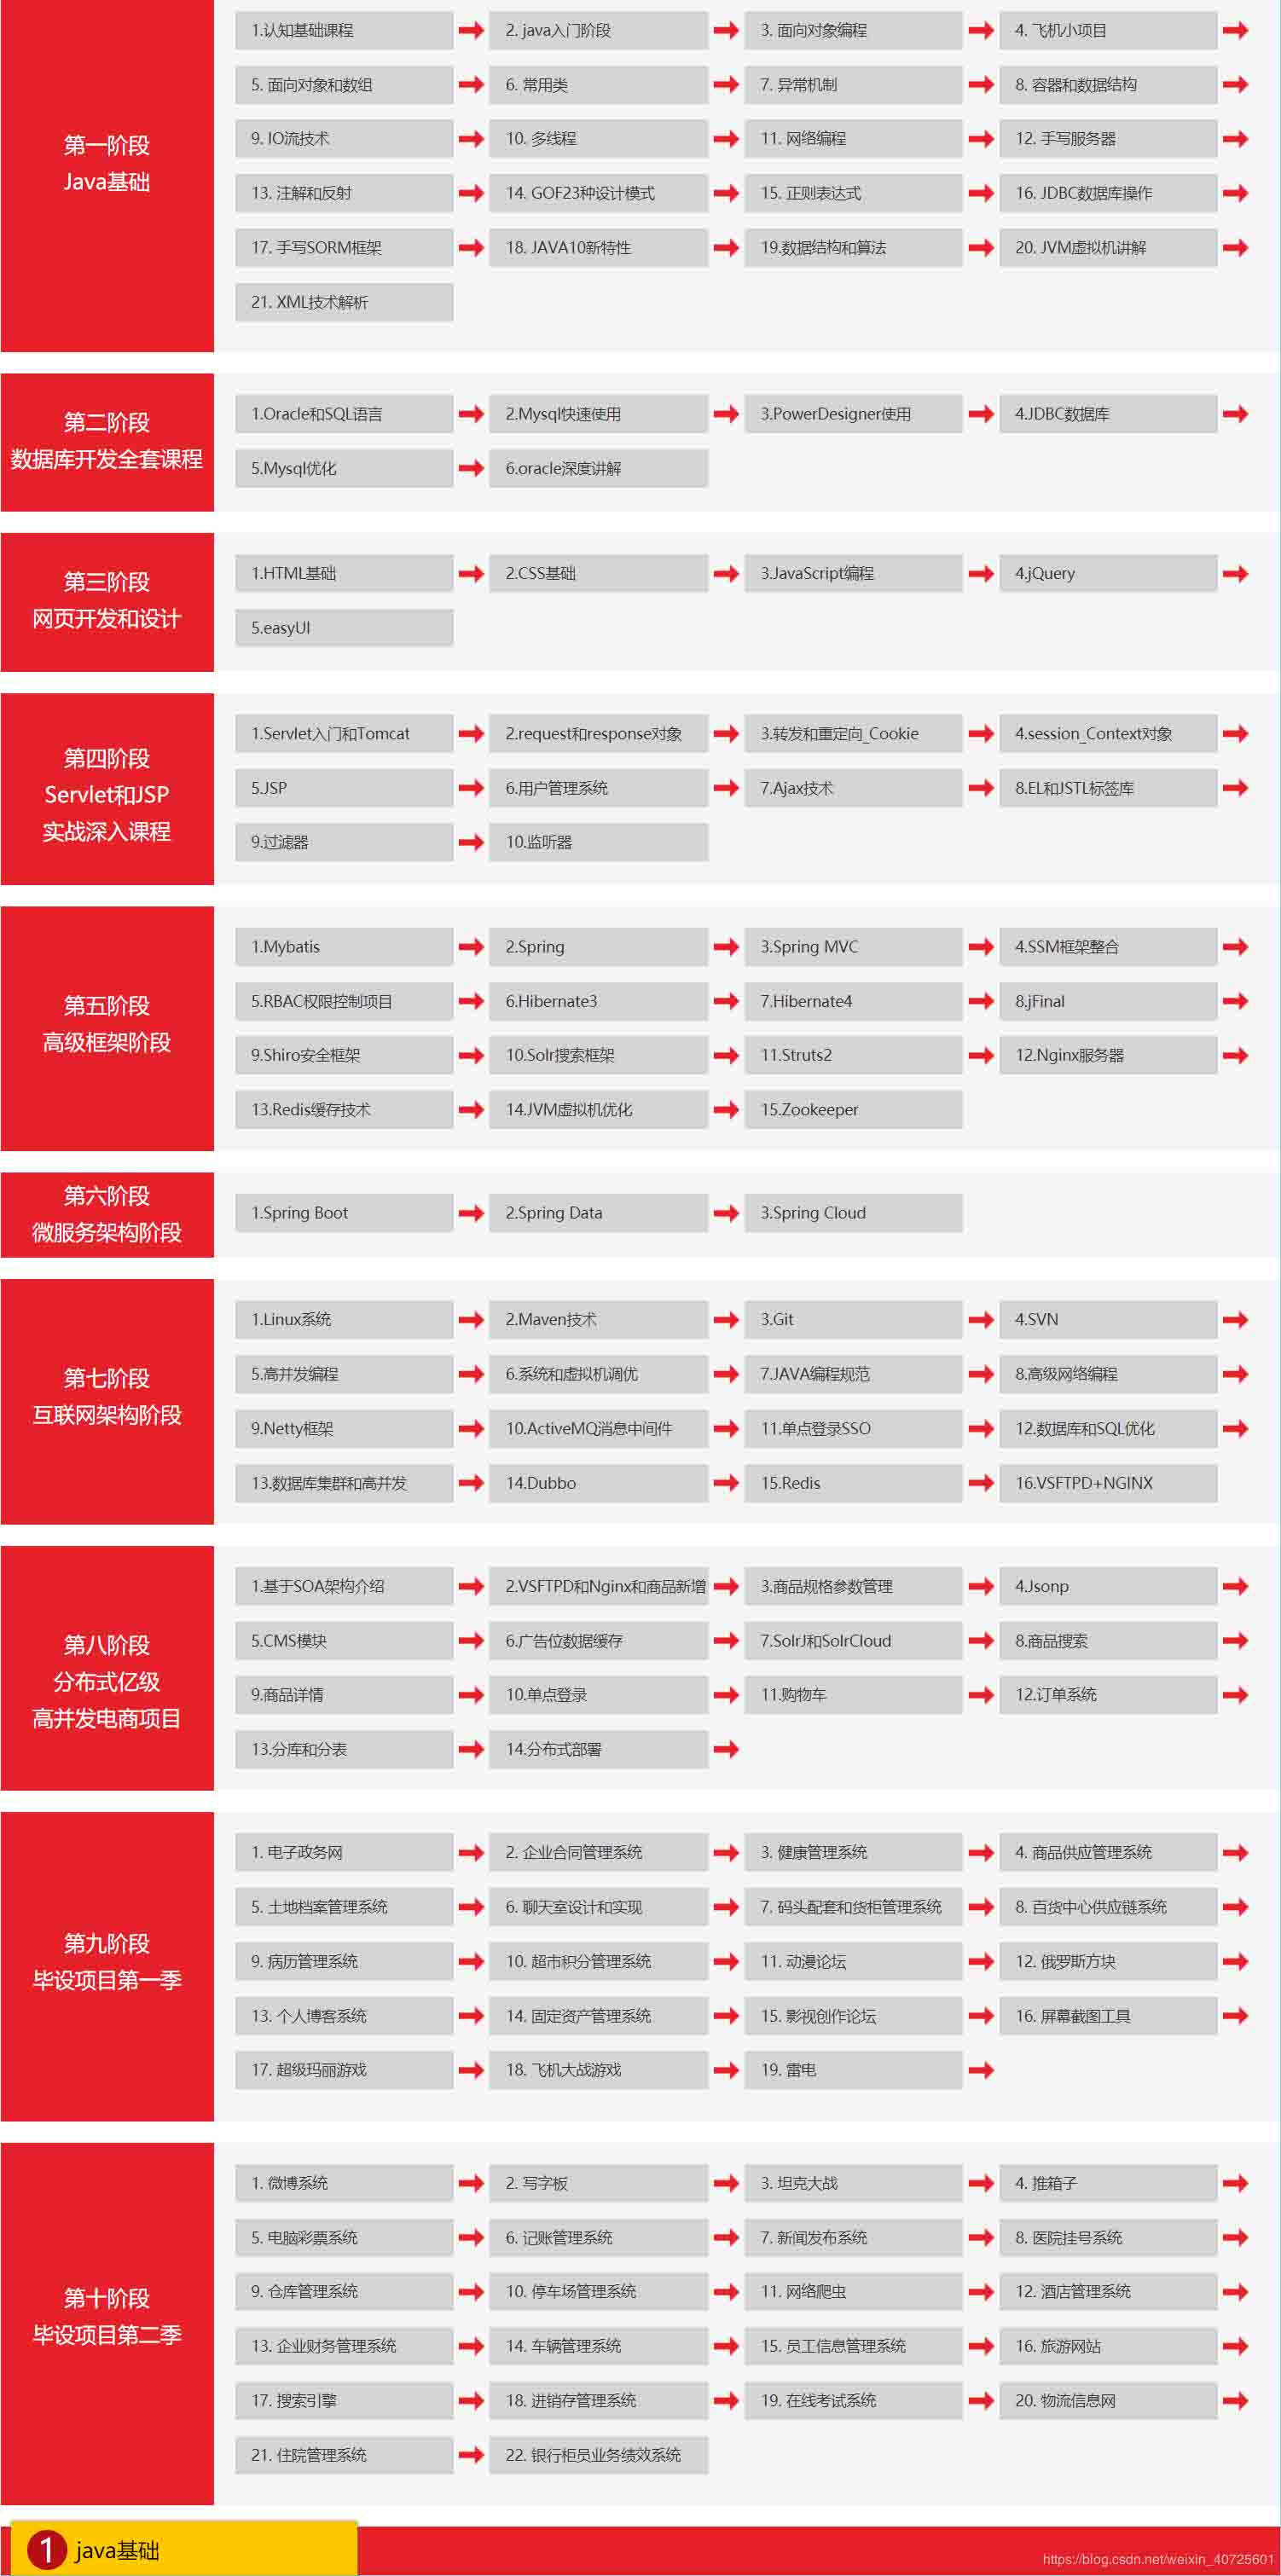 第一阶段
Java基础
1.认知基础课程
2. java入门阶段
3. 面向对象编程
4. 飞机小项目
5. 面向对象和数组
6. 常用类
7. 异常机制
8. 容器和数据结构
9. IO流技术
10. 多线程
11. 网络编程
12. 手写服务器
13. 注解和反射
14. GOF23种设计模式
15. 正则表达式
16. JDBC数据库操作
17. 手写SORM框架
18. JAVA10新特性
19.数据结构和算法
20. JVM虚拟机讲解
21. XML技术解析
第二阶段
数据库开发全套课程
1.Oracle和SQL语言
2.Mysql快速使用
3.PowerDesigner使用
4.JDBC数据库
5.Mysql优化
6.oracle深度讲解
第三阶段
网页开发和设计
1.HTML基础
2.CSS基础
3.JavaScript编程
4.jQuery
5.easyUI
第四阶段
Servlet和JSP
实战深入课程
1.Servlet入门和Tomcat
2.request和response对象
3.转发和重定向_Cookie
4.session_Context对象
5.JSP
6.用户管理系统
7.Ajax技术
8.EL和JSTL标签库
9.过滤器
10.监听器
第五阶段
高级框架阶段
1.Mybatis
2.Spring
3.Spring MVC
4.SSM框架整合
5.RBAC权限控制项目
6.Hibernate3
7.Hibernate4
8.jFinal
9.Shiro安全框架
10.Solr搜索框架
11.Struts2
12.Nginx服务器
13.Redis缓存技术
14.JVM虚拟机优化
15.Zookeeper
第六阶段
微服务架构阶段
1.Spring Boot
2.Spring Data
3.Spring Cloud
第七阶段
互联网架构阶段
1.Linux系统
2.Maven技术
3.Git
4.SVN
5.高并发编程
6.系统和虚拟机调优
7.JAVA编程规范
8.高级网络编程
9.Netty框架
10.ActiveMQ消息中间件
11.单点登录SSO
12.数据库和SQL优化
13.数据库集群和高并发
14.Dubbo
15.Redis
16.VSFTPD+NGINX
第八阶段
分布式亿级
高并发电商项目
1.基于SOA架构介绍
2.VSFTPD和Nginx和商品新增
3.商品规格参数管理
4.Jsonp
5.CMS模块
6.广告位数据缓存
7.SolrJ和SolrCloud
8.商品搜索
9.商品详情
10.单点登录
11.购物车
12.订单系统
13.分库和分表
14.分布式部署
第九阶段
毕设项目第一季
1. 电子政务网
2. 企业合同管理系统
3. 健康管理系统
4. 商品供应管理系统
5. 土地档案管理系统
6. 聊天室设计和实现
7. 码头配套和货柜管理系统
8. 百货中心供应链系统
9. 病历管理系统
10. 超市积分管理系统
11. 动漫论坛
12. 俄罗斯方块
13. 个人博客系统
14. 固定资产管理系统
15. 影视创作论坛
16. 屏幕截图工具
17. 超级玛丽游戏
18. 飞机大战游戏
19. 雷电
第十阶段
毕设项目第二季
1. 微博系统
2. 写字板
3. 坦克大战
4. 推箱子
5. 电脑彩票系统
6. 记账管理系统
7. 新闻发布系统
8. 医院挂号系统
9. 仓库管理系统
10. 停车场管理系统
11. 网络爬虫
12. 酒店管理系统
13. 企业财务管理系统
14. 车辆管理系统
15. 员工信息管理系统
16. 旅游网站
17. 搜索引擎
18. 进销存管理系统
19. 在线考试系统
20. 物流信息网
21. 住院管理系统
22. 银行柜员业务绩效系统
1 java基础
https://blog.csdn.net/weixin_40725601